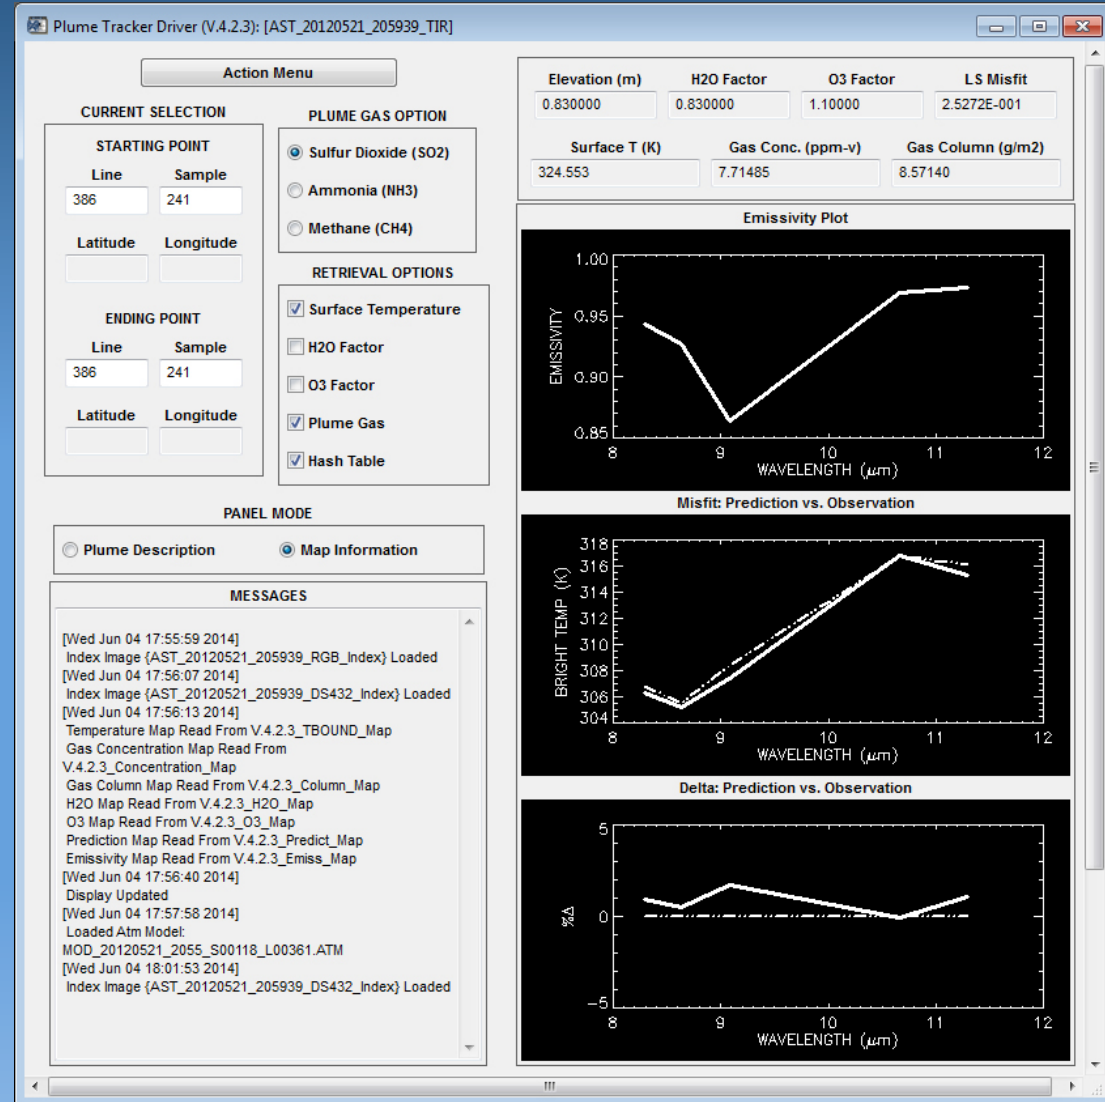 Plume Tracker Driver (V.4.2.3): [AST_20120521_205939_TIR]
Action Menu
CURRENT SELECTION
STARTING POINT
Line Sample
386 241
Latitude Longitude
ENDING POINT
Line Sample
386 241
Latitude Longitude
PLUME GAS OPTION
Sulfur Dioxide (SO2)
Ammonia (NH3)
Methane (CH4)
RETRIEVAL OPTIONS
Surface Temperature
H2O Factor
O3 Factor
Plume Gas
Hash Table
PANEL MODE
Plume Description Map Information
MESSAGES
[Wed Jun 04 17:55:59 2014]
Index Image {AST_20120521_205939_RGB_Index} Loaded
[Wed Jun 04 17:56:07 2014]
Index Image {AST_20120521_205939_DS432_Index} Loaded
[Wed Jun 04 17:56:13 2014]
Temperature Map Read From V.4.2.3_TBOUND_Map
Gas Concentration Map Read From
V.4.2.3_Concentration_Map
Gas Column Map Read From V.4.2.3_Column_Map
H2O Map Read From V.4.2.3_H2O_Map
O3 Map Read From V.4.2.3_O3_Map
Prediction Map Read From V.4.2.3_Predict_Map
Emissivity Map Read From V.4.2.3_Emiss_Map
[Wed Jun 04 17:56:40 2014]
Display Updated
[Wed Jun 04 17:57:58 2014]
Loaded Atm Model:
MOD_20120521_2055_S00118_L00361.ATM
[Wed Jun 04 18:01:53 2014]
Index Image {AST_20120521_205939_DS432_Index} Loaded
Elevation (m) H2O Factor O3 Factor LS Misfit
0.830000 0.830000 1.10000 2.5272E-001
Surface T (K) Gas Conc. (ppm-v) Gas Column (g/m2)
324.553 7.71485 8.57140
Emissivity Plot
1.00
0.95
0.90
0.85
EMISSIVITY
8 9 10 11 12
WAVELENGTH (μm)
Misfit: Prediction vs. Observation
318
316
314
312
310
308
306
304
BRIGHT TEMP (K)
8 9 10 11 12
WAVELENGTH (μm)
Delta: Prediction vs. Observation
5
0
-5
%Δ
8 9 10 11 12
WAVELENGTH (μm)